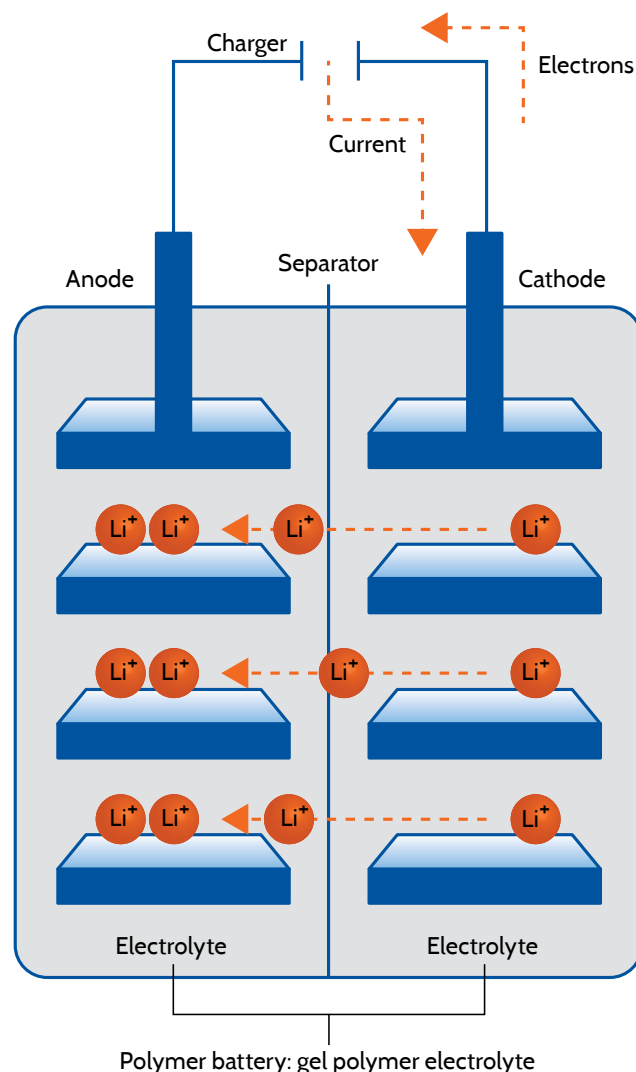 Charger
Electrons
Current
Anode
Separator
Cathode
Li+ Li+ Li+ Li+
Li+ Li+ Li+ Li+
Li+ Li+ Li+ Li+
Electrolyte
Electrolyte
Polymer battery: gel polymer electrolyte